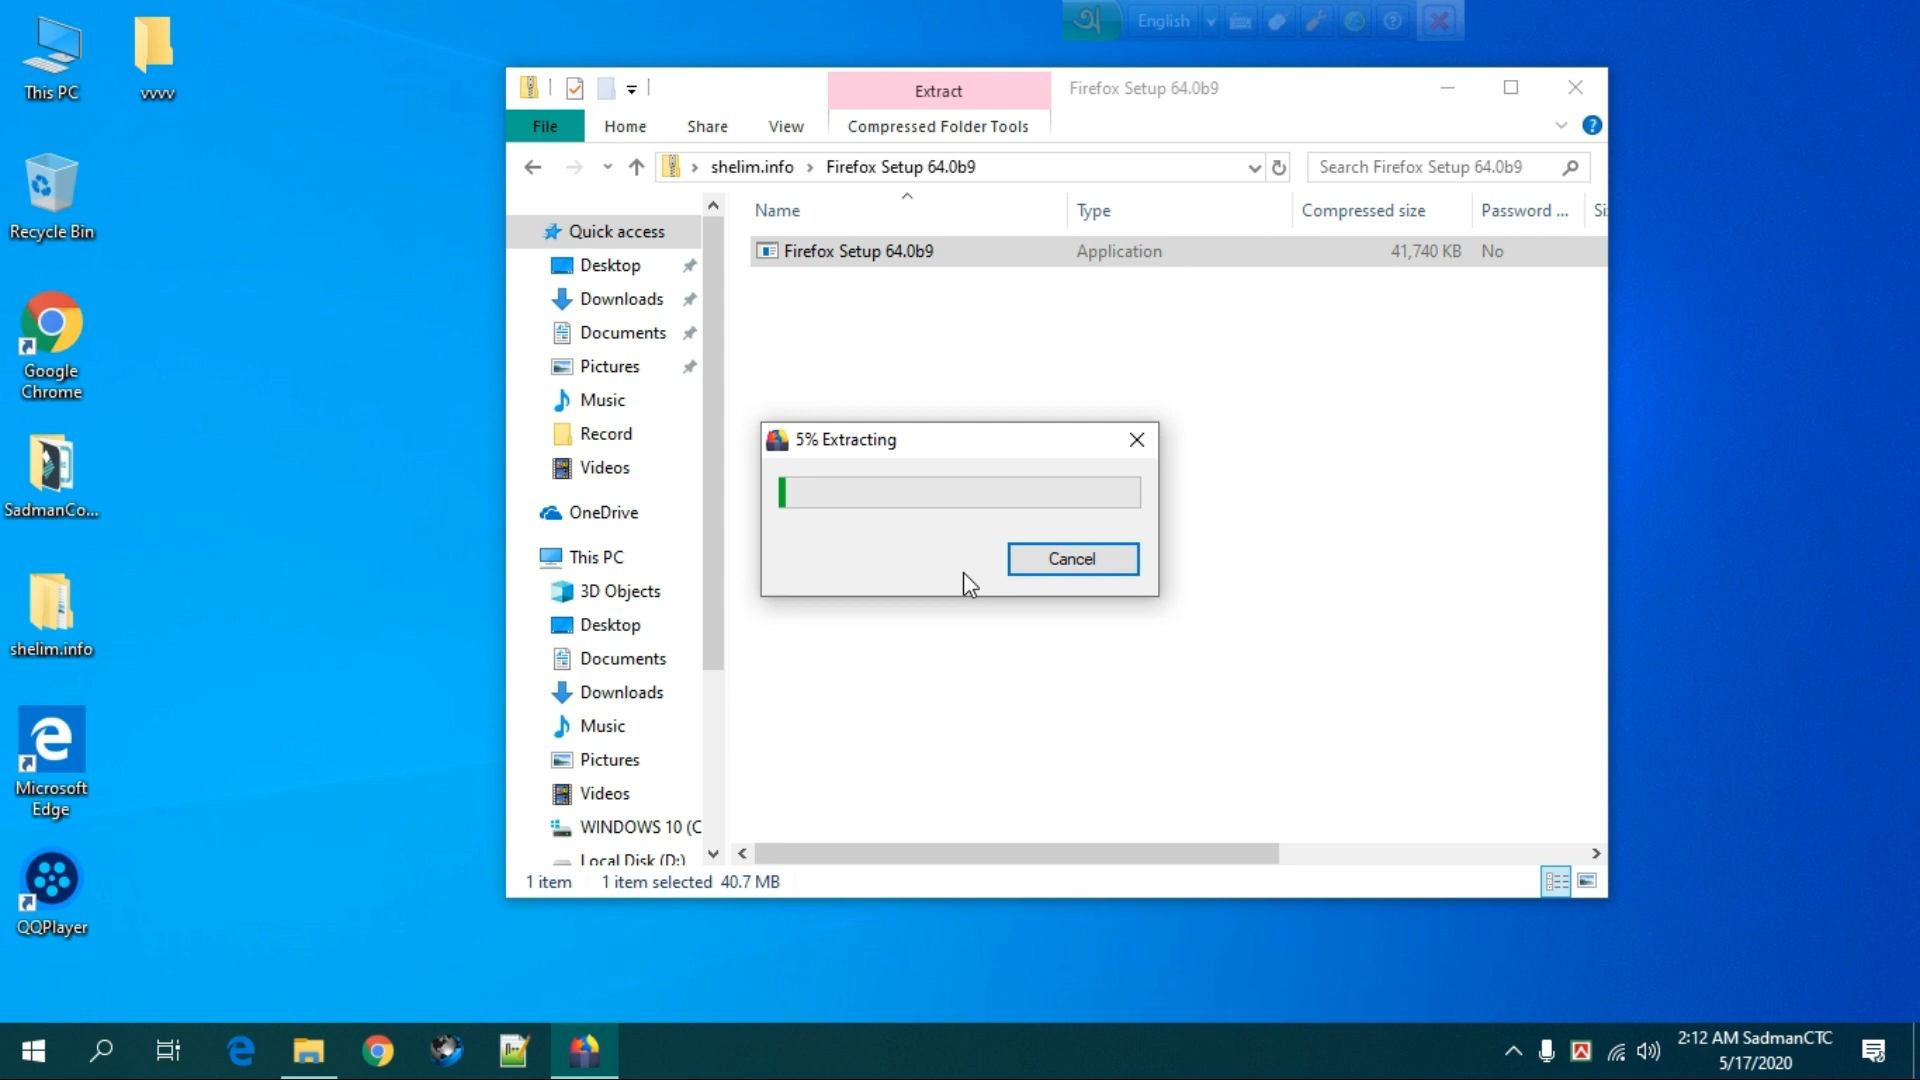 This PC
vvvv
Recycle Bin
Google
Chrome
SadmanCo...
shelim.info
Microsoft
Edge
QQPlayer
English
Extract
Firefox Setup 64.0b9
File
Home
Share
View
Compressed Folder Tools
shelim.info
Firefox Setup 64.0b9
Search Firefox Setup 64.0b9
Name
Type
Compressed size
Password ...
Si
Firefox Setup 64.0b9
Application
41,740 KB
No
Quick access
Desktop
Downloads
Documents
Pictures
Music
Record
Videos
OneDrive
This PC
3D Objects
Desktop
Documents
Downloads
Music
Pictures
Videos
WINDOWS 10 (C
Local Disk (D:)
5% Extracting
Cancel
1 item
1 item selected 40.7 MB
2:12 AM SadmanCTC
5/17/2020